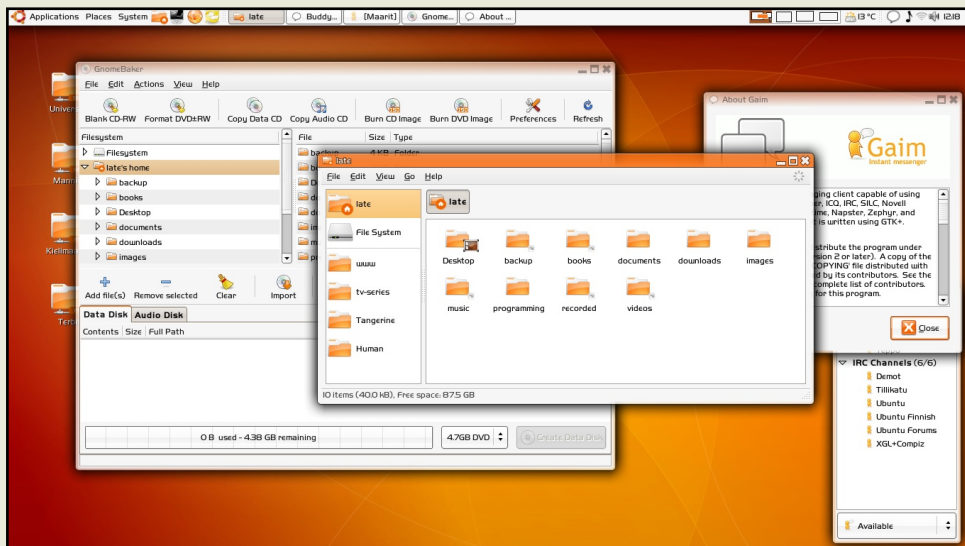 Applications Places System late Buddy... [Maarit] Gnome... About ... 13 °C 12:18
GnomeBaker
File Edit Actions View Help
Blank CD-RW Format DVD±RW Copy Data CD Copy Audio CD Burn CD Image Burn DVD Image Preferences Refresh
Filesystem
Filesystem
late's home
backup
books
Desktop
documents
downloads
images
File Size Type
backup 4 KB Folder
Add file(s) Remove selected Clear Import
Data Disk Audio Disk
Contents Size Full Path
0 B used - 4.38 GB remaining 4.7GB DVD Create Data Disk
late
File Edit View Go Help
late
File System
www
tv-series
Tangerine
Human
late
Desktop backup books documents downloads images
music programming recorded videos
10 items (40.0 kB), Free space: 87.5 GB
About Gaim
Gaim
Instant messenger
ging client capable of using
er, ICQ, IRC, SILC, Novell
ime, Napster, Zephyr, and
is written using GTK+.
stribute the program under
sion 2 or later). A copy of the
COPYING' file distributed with
d by its contributors. See the
complete list of contributors.
for this program.
Close
IRC Channels (6/6)
Demot
Tillikatu
Ubuntu
Ubuntu Finnish
Ubuntu Forums
XGL+Compiz
Available